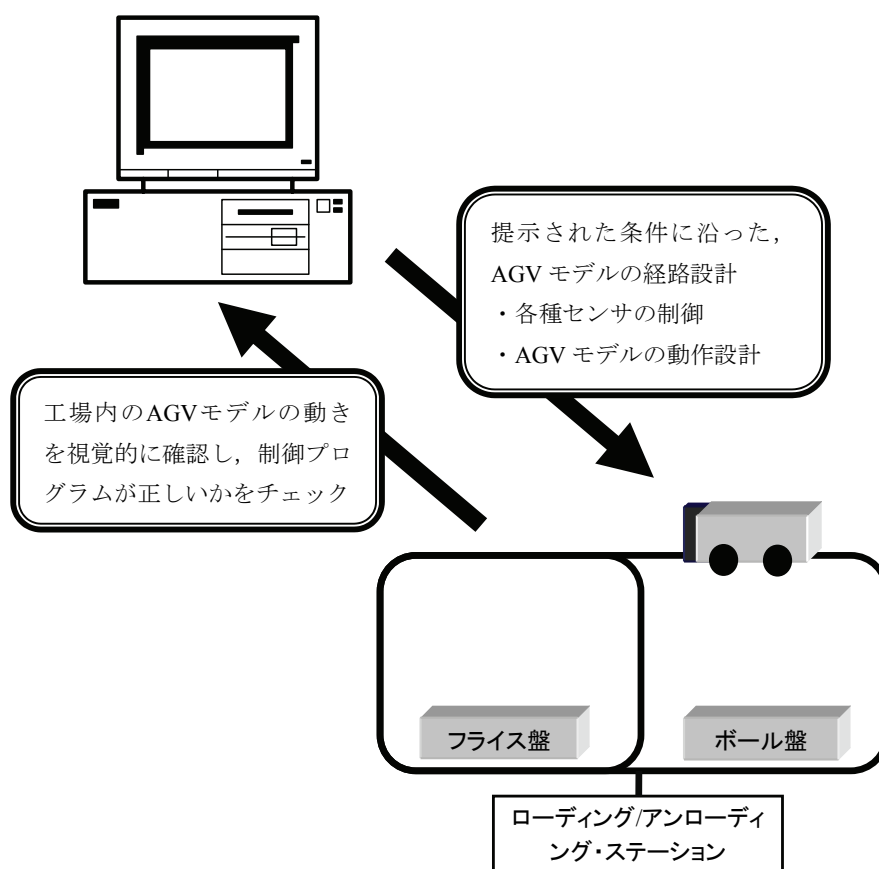 提示された条件に沿った,
AGV モデルの経路設計
・各種センサの制御
・AGV モデルの動作設計
工場内のAGVモデルの動き
を視覚的に確認し，制御プロ
グラムが正しいかをチェック
フライス盤
ボール盤
ローディング/アンローディ
ング・ステーション